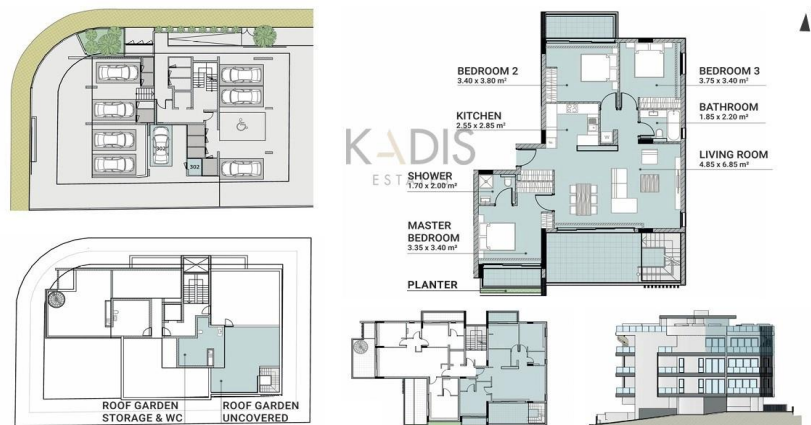 302
302
ROOF GARDEN
STORAGE & WC
ROOF GARDEN
UNCOVERED
BEDROOM 2
3.40 x 3.80 m²
KITCHEN
2.55 x 2.85 m²
KADIS
ESTA
SHOWER
1.70 x 2.00 m²
MASTER
BEDROOM
3.35 x 3.40 m²
PLANTER
BEDROOM 3
3.75 x 3.40 m²
BATHROOM
1.85 x 2.20 m²
LIVING ROOM
4.85 x 6.85 m²